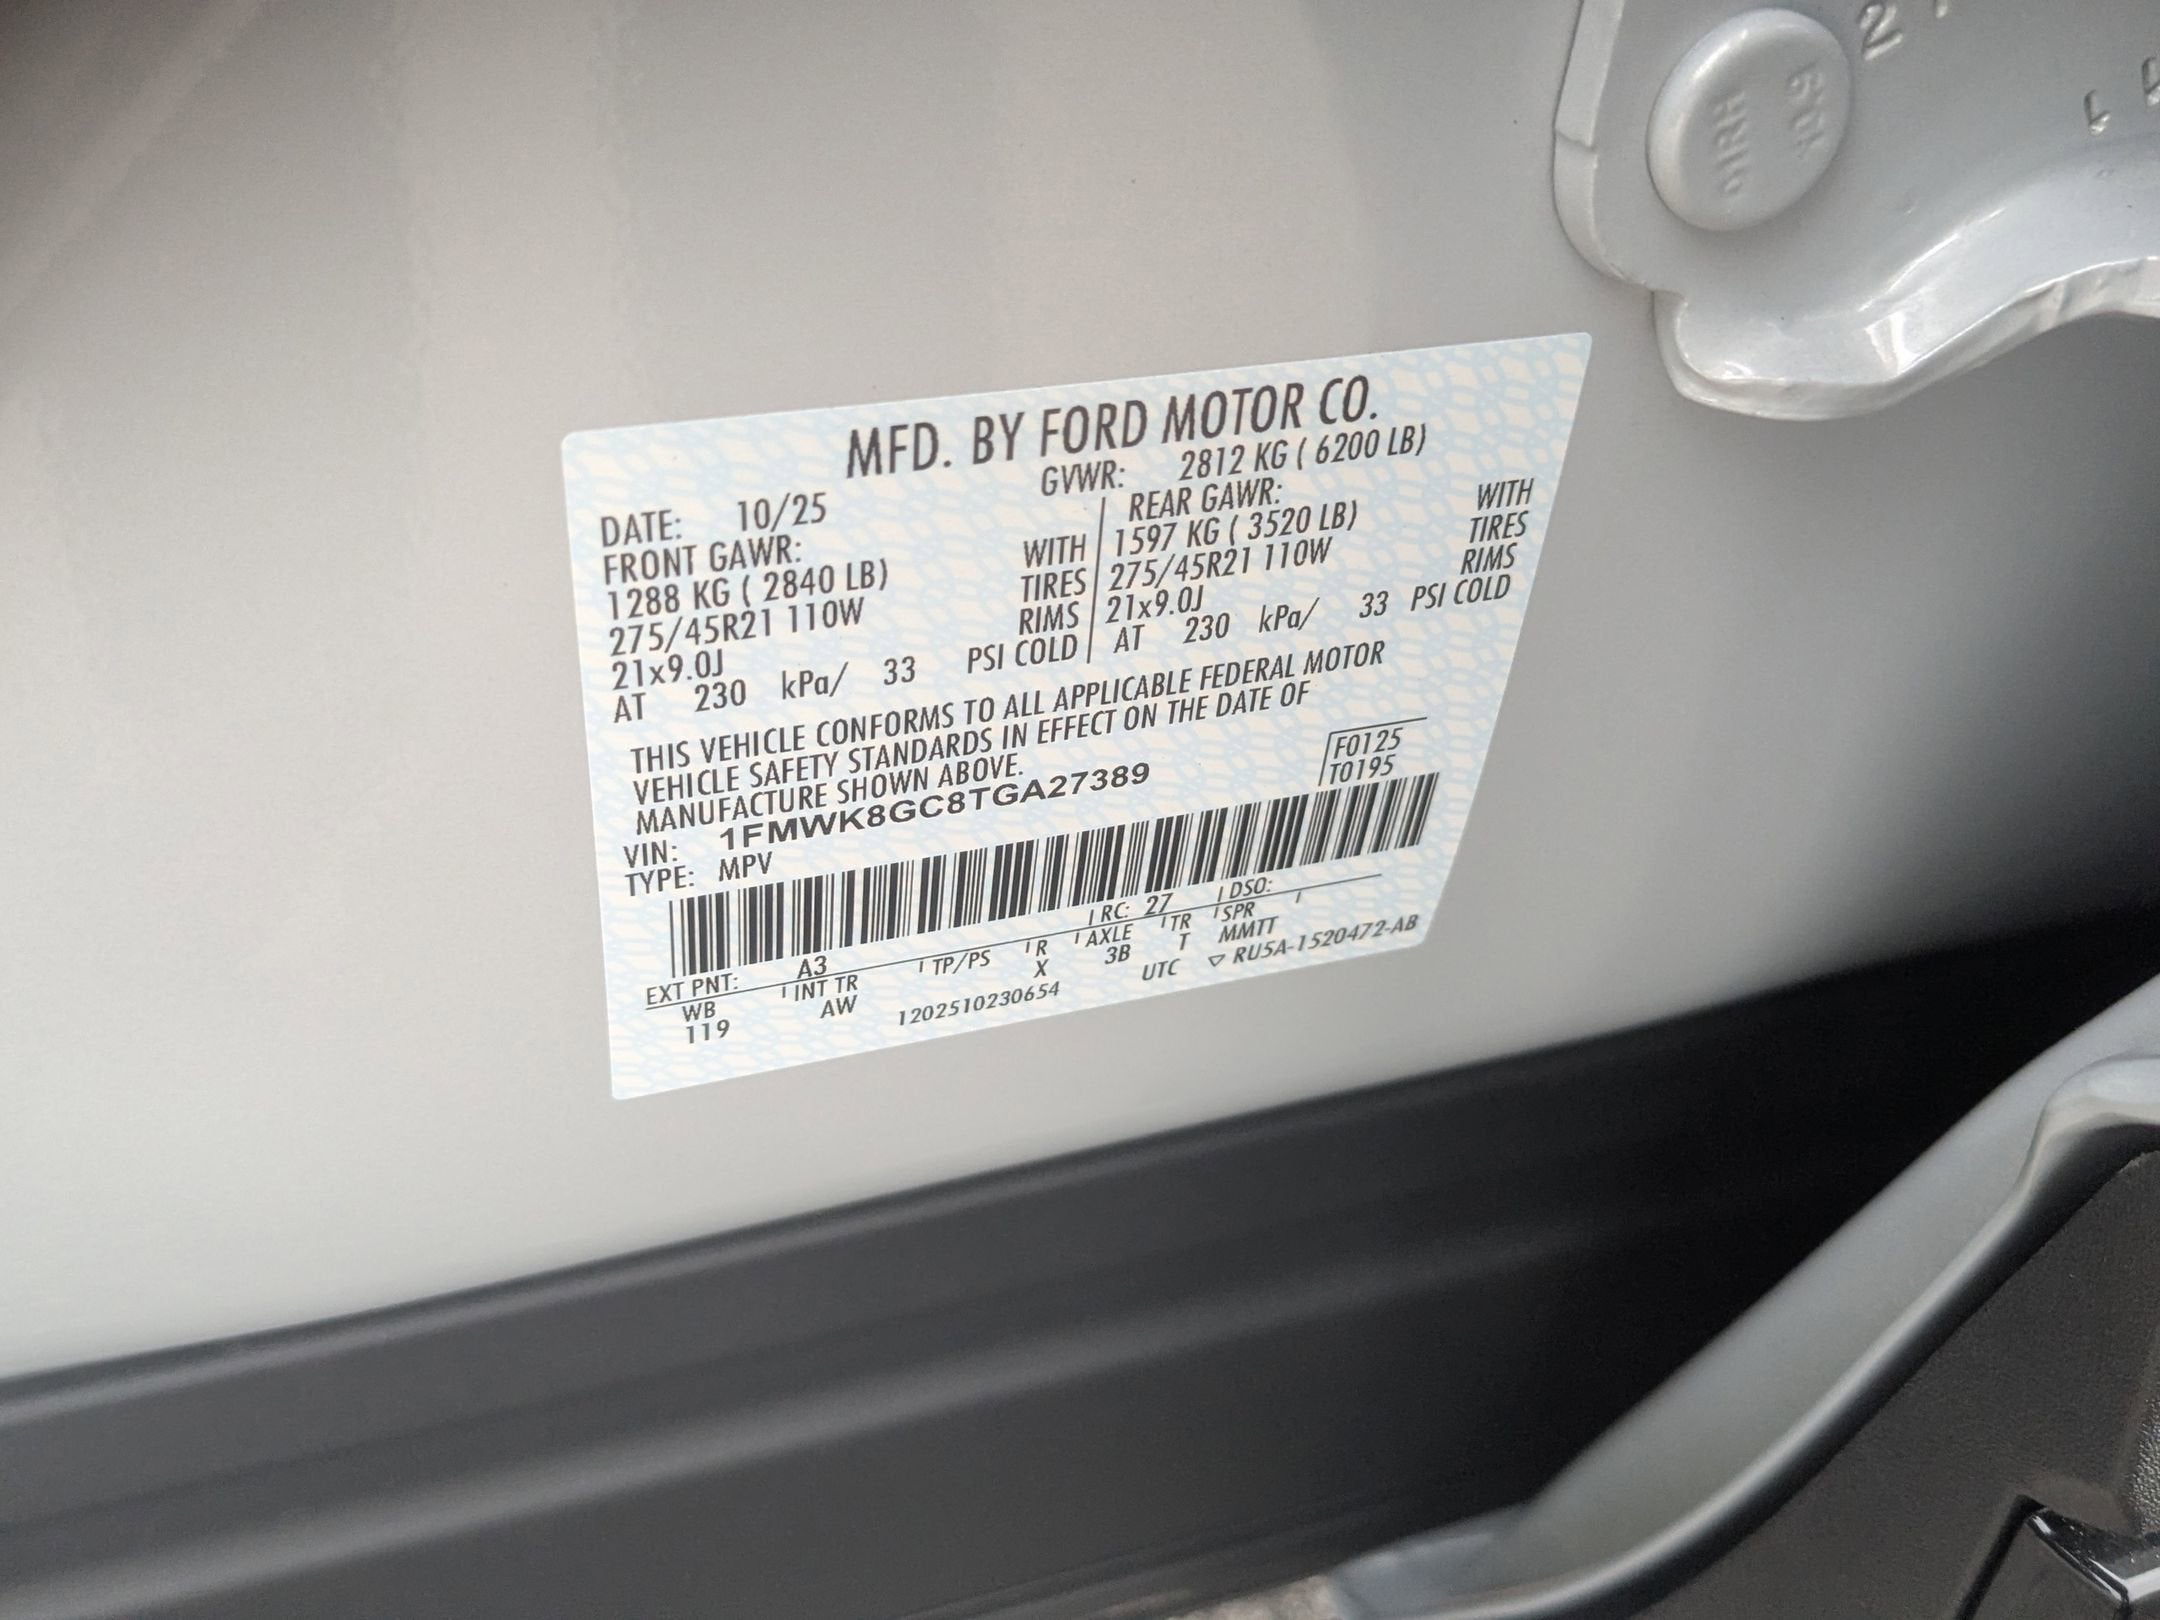 MFD. BY FORD MOTOR CO.
DATE: 10/25
GVWR: 2812 KG ( 6200 LB)
FRONT GAWR:
1288 KG ( 2840 LB) WITH
275/45R21 110W TIRES
21x9.0J RIMS
AT 230 kPa/ 33 PSI COLD
REAR GAWR:
1597 KG ( 3520 LB) WITH
275/45R21 110W TIRES
21x9.0J RIMS
AT 230 kPa/ 33 PSI COLD
THIS VEHICLE CONFORMS TO ALL APPLICABLE FEDERAL MOTOR
VEHICLE SAFETY STANDARDS IN EFFECT ON THE DATE OF
MANUFACTURE SHOWN ABOVE.
F0125
T0195
VIN: 1FMWK8GC8TGA27389
TYPE: MPV
EXT PNT: A3 RC: 27 DSO:
WB INT TR TP/PS R AXLE TR SPR
119 AW X 3B T MMTT
1202510230654 UTC ▽ RU5A-1520472-AB